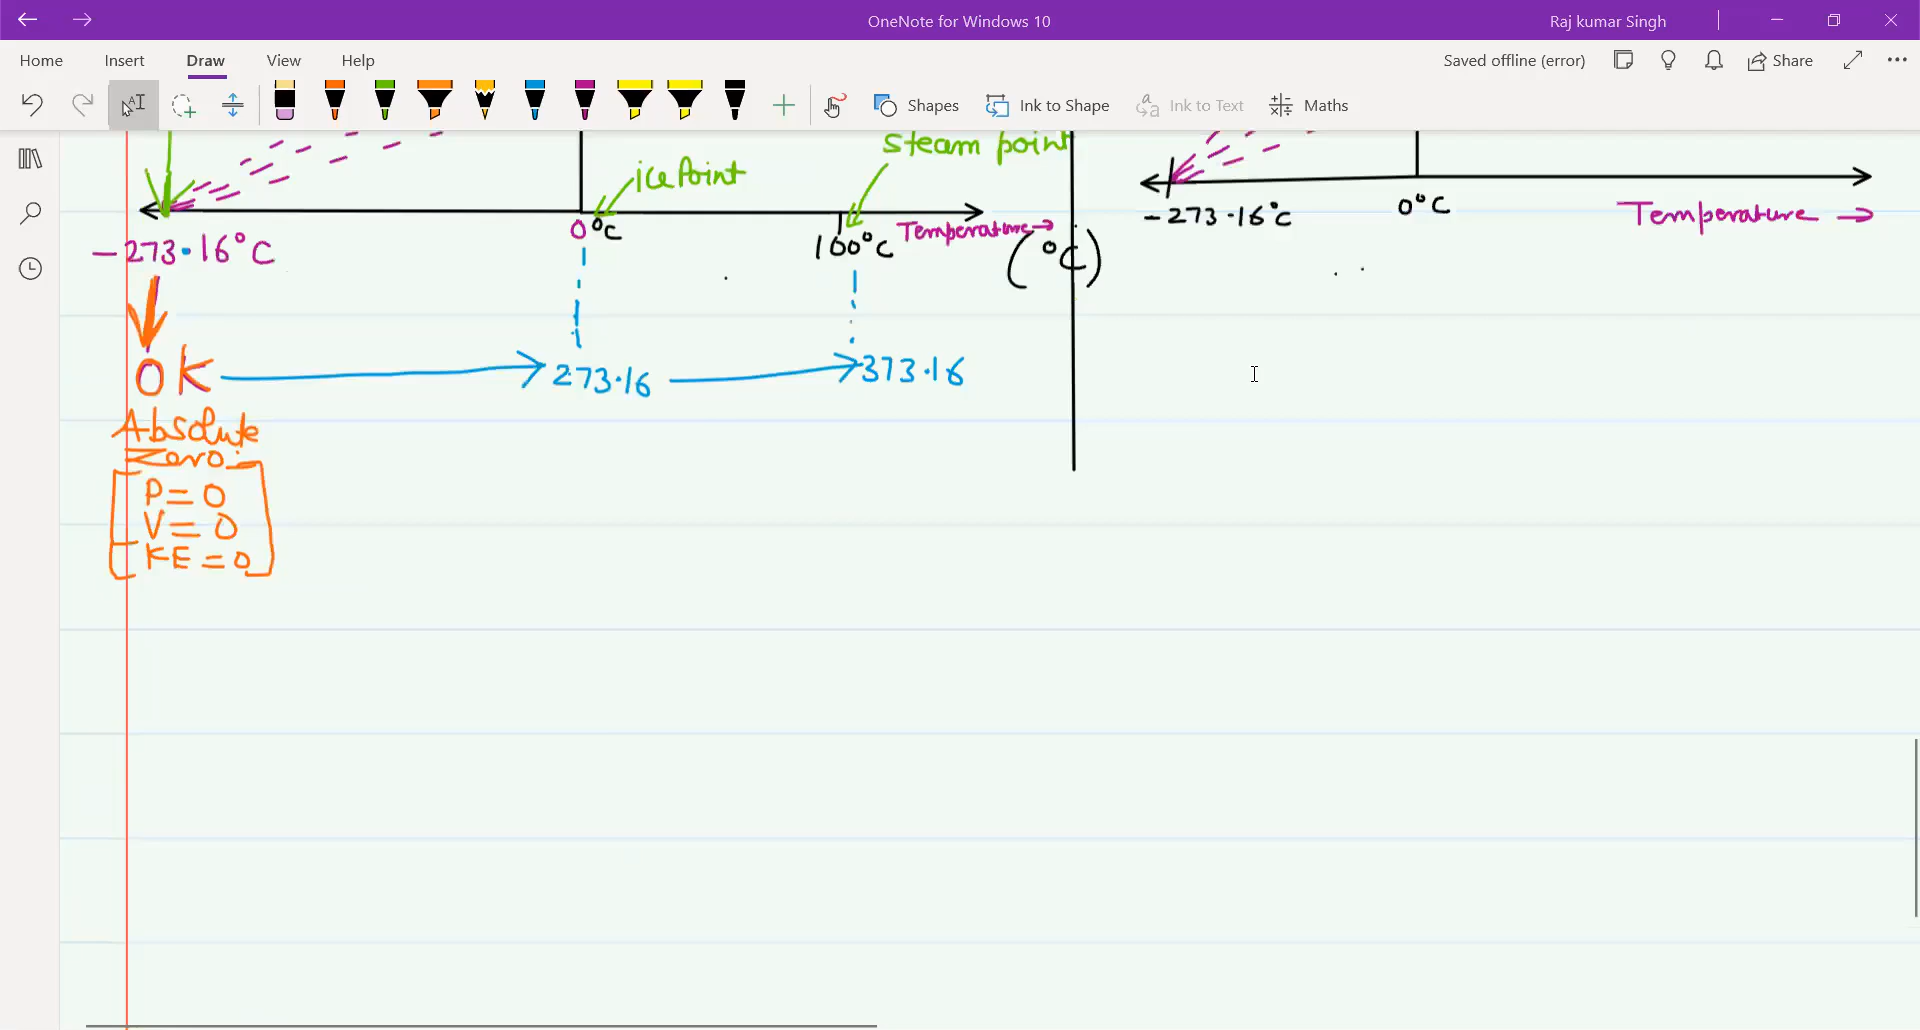 OneNote for Windows 10
Raj kumar Singh
Home Insert Draw View Help
Saved offline (error) Share
Shapes Ink to Shape Ink to Text Maths
steam point
ice Point
-273.16°C 0°C 100°C Temperature →
(°C)
-273.16°C 0°C Temperature →
0 K → 273.16 → 373.16
Absolute
Zero
P = 0
V = 0
KE = 0